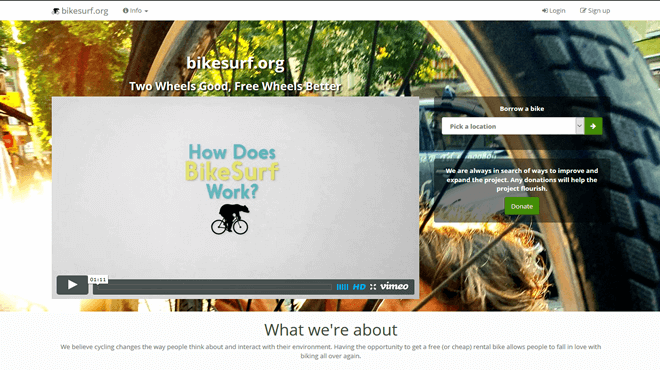 bikesurf.org
Info
Login
Sign up
bikesurf.org
Two Wheels Good, Free Wheels Better
How Does
BikeSurf
Work?
01:11
HD
vimeo
Borrow a bike
Pick a location
We are always in search of ways to improve and
expand the project. Any donations will help the
project flourish.
Donate
What we're about
We believe cycling changes the way people think about and interact with their environment. Having the opportunity to get a free (or cheap) rental bike allows people to fall in love with
biking all over again.